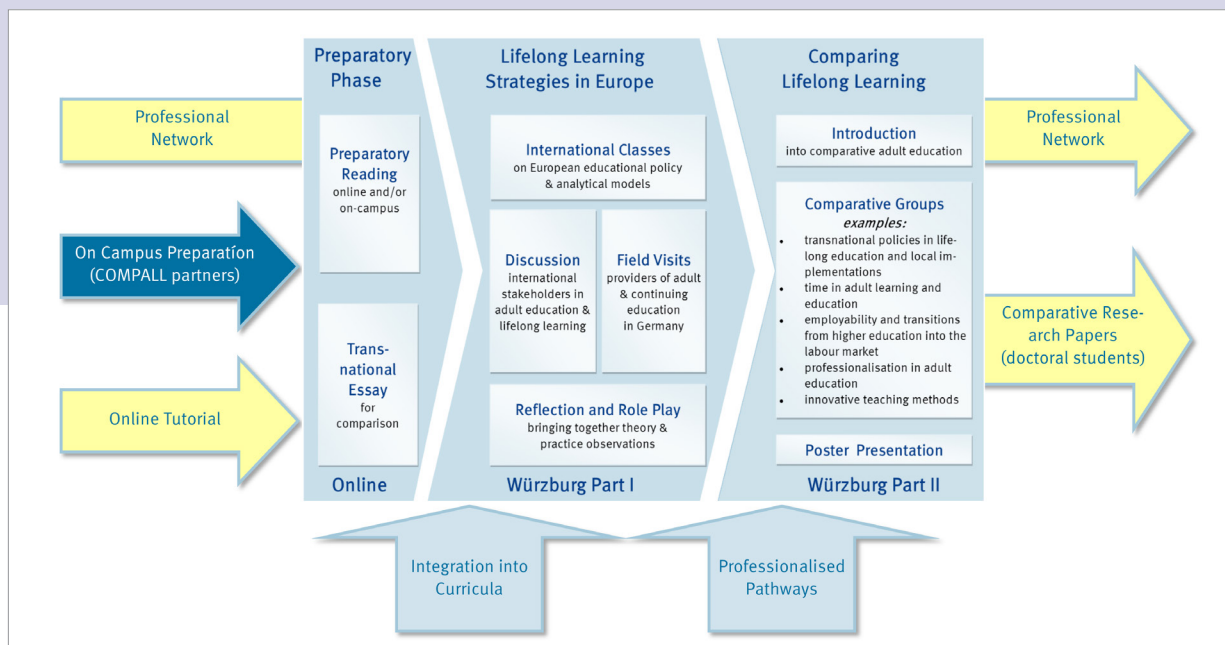 Professional
Network
On Campus Preparatíon
(COMPALL partners)
Online Tutorial
Preparatory
Phase
Preparatory
Reading
online and/or
on-campus
Trans-
national
Essay
for
comparison
Online
Lifelong Learning
Strategies in Europe
International Classes
on European educational policy
& analytical models
Discussion
international
stakeholders in
adult education &
lifelong learning
Field Visits
providers of adult
& continuing
education
in Germany
Reflection and Role Play
bringing together theory &
practice observations
Würzburg Part I
Comparing
Lifelong Learning
Introduction
into comparative adult education
Comparative Groups
examples:
• transnational policies in life-
long education and local im-
plementations
• time in adult learning and
education
• employability and transitions
from higher education into the
labour market
• professionalisation in adult
education
• innovative teaching methods
Poster Presentation
Würzburg Part II
Professional
Network
Comparative Rese-
arch Papers
(doctoral students)
Integration into
Curricula
Professionalised
Pathways